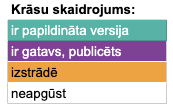 Krāsu skaidrojums:
ir papildināta versija
ir gatavs, publicēts
izstrādē
neapgūst